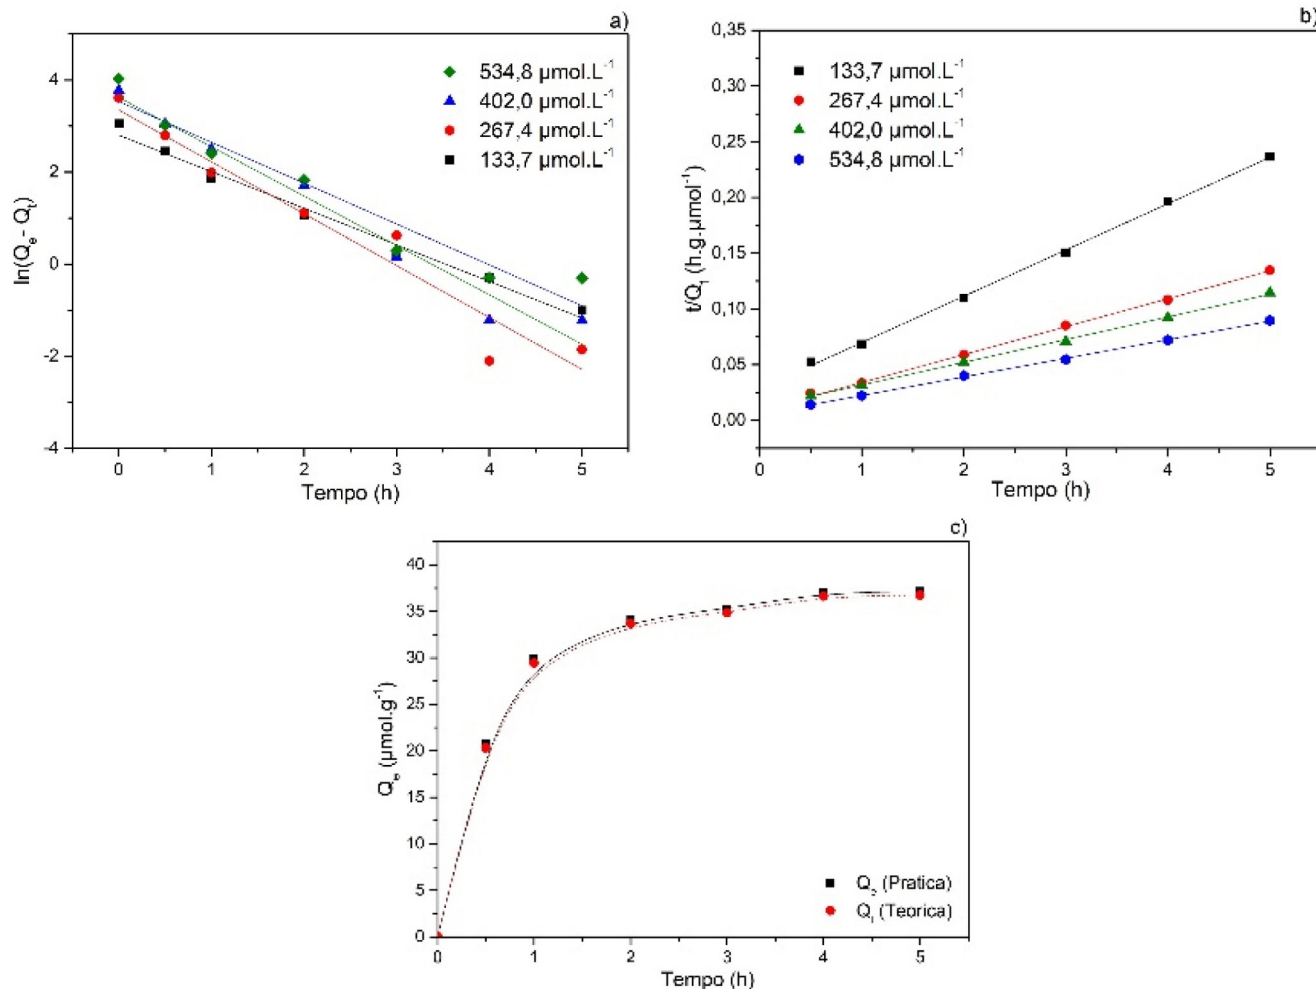 a)
534,8 µmol.L⁻¹
402,0 µmol.L⁻¹
267,4 µmol.L⁻¹
133,7 µmol.L⁻¹
ln(Qe - Qt)
4
2
0
-2
-4
0 1 2 3 4 5
Tempo (h)
b)
133,7 µmol.L⁻¹
267,4 µmol.L⁻¹
402,0 µmol.L⁻¹
534,8 µmol.L⁻¹
t/Qt (h.g.µmol⁻¹)
0,35
0,30
0,25
0,20
0,15
0,10
0,05
0,00
0 1 2 3 4 5
Tempo (h)
c)
Qe (µmol.g⁻¹)
40
35
30
25
20
15
10
5
0
Qe (Pratica)
Qt (Teorica)
0 1 2 3 4 5
Tempo (h)